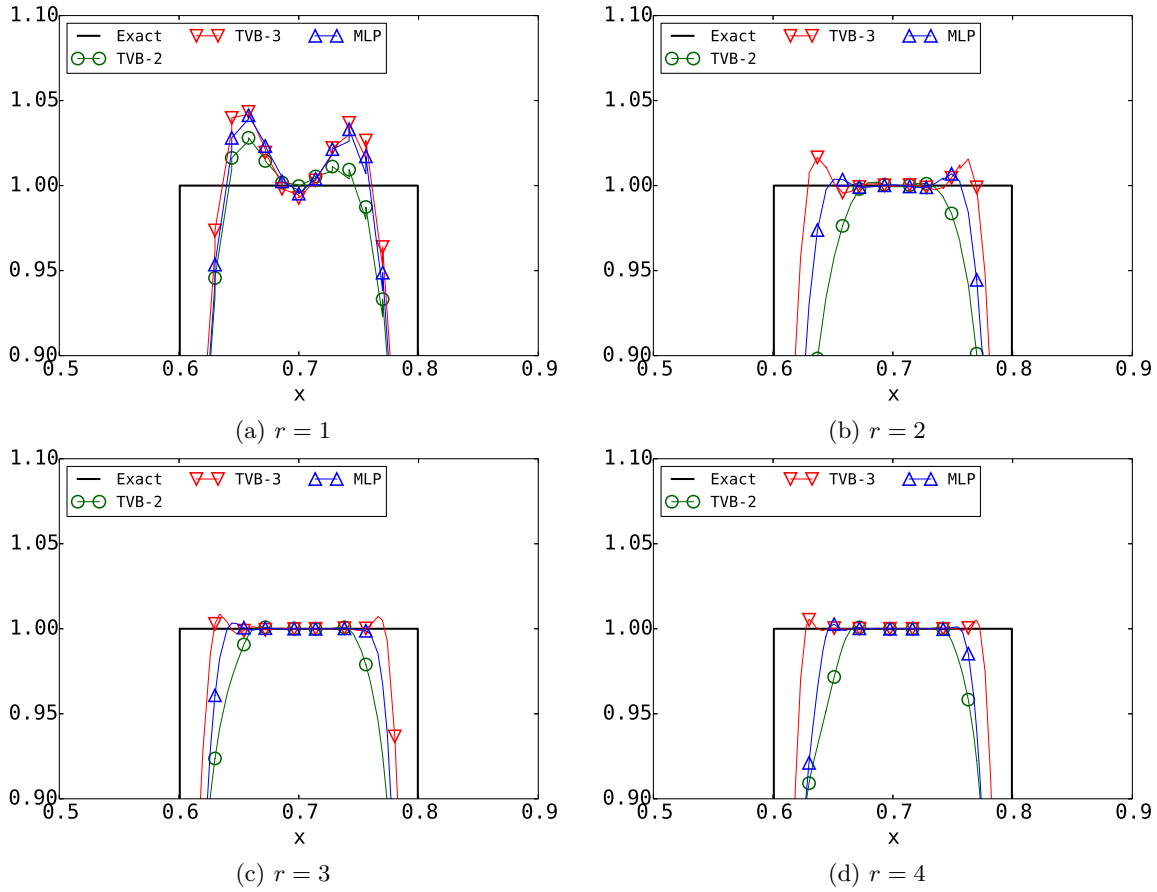 1.10
Exact TVB-3 MLP
TVB-2
1.05
1.00
0.95
0.90
0.5 0.6 0.7 0.8 0.9
x
(a) r = 1
1.10
Exact TVB-3 MLP
TVB-2
1.05
1.00
0.95
0.90
0.5 0.6 0.7 0.8 0.9
x
(b) r = 2
1.10
Exact TVB-3 MLP
TVB-2
1.05
1.00
0.95
0.90
0.5 0.6 0.7 0.8 0.9
x
(c) r = 3
1.10
Exact TVB-3 MLP
TVB-2
1.05
1.00
0.95
0.90
0.5 0.6 0.7 0.8 0.9
x
(d) r = 4